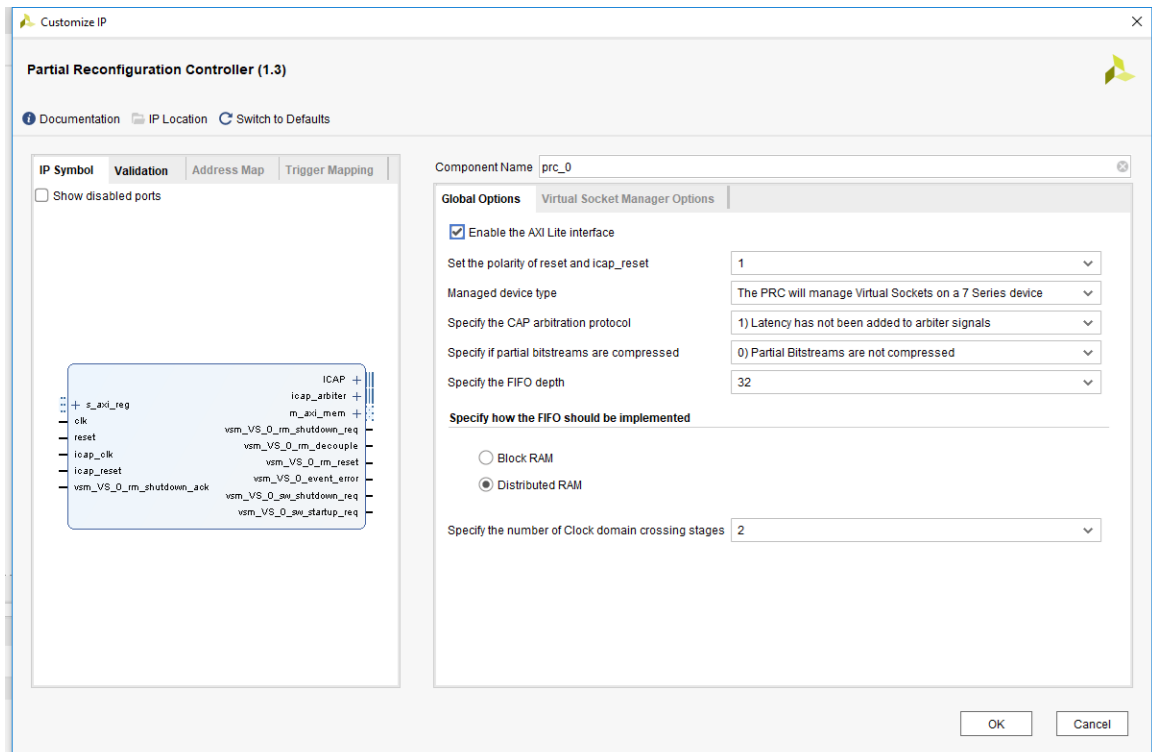 Customize IP
Partial Reconfiguration Controller (1.3)
Documentation IP Location Switch to Defaults
IP Symbol Validation Address Map Trigger Mapping
Show disabled ports
ICAP
icap_arbiter
m_axi_mem
s_axi_reg
clk
reset
icap_clk
icap_reset
vsm_VS_0_rm_shutdown_ack
vsm_VS_0_rm_shutdown_req
vsm_VS_0_rm_decouple
vsm_VS_0_rm_reset
vsm_VS_0_event_error
vsm_VS_0_sw_shutdown_req
vsm_VS_0_sw_startup_req
Component Name prc_0
Global Options Virtual Socket Manager Options
Enable the AXI Lite interface
Set the polarity of reset and icap_reset 1
Managed device type The PRC will manage Virtual Sockets on a 7 Series device
Specify the CAP arbitration protocol 1) Latency has not been added to arbiter signals
Specify if partial bitstreams are compressed 0) Partial Bitstreams are not compressed
Specify the FIFO depth 32
Specify how the FIFO should be implemented
Block RAM
Distributed RAM
Specify the number of Clock domain crossing stages 2
OK Cancel